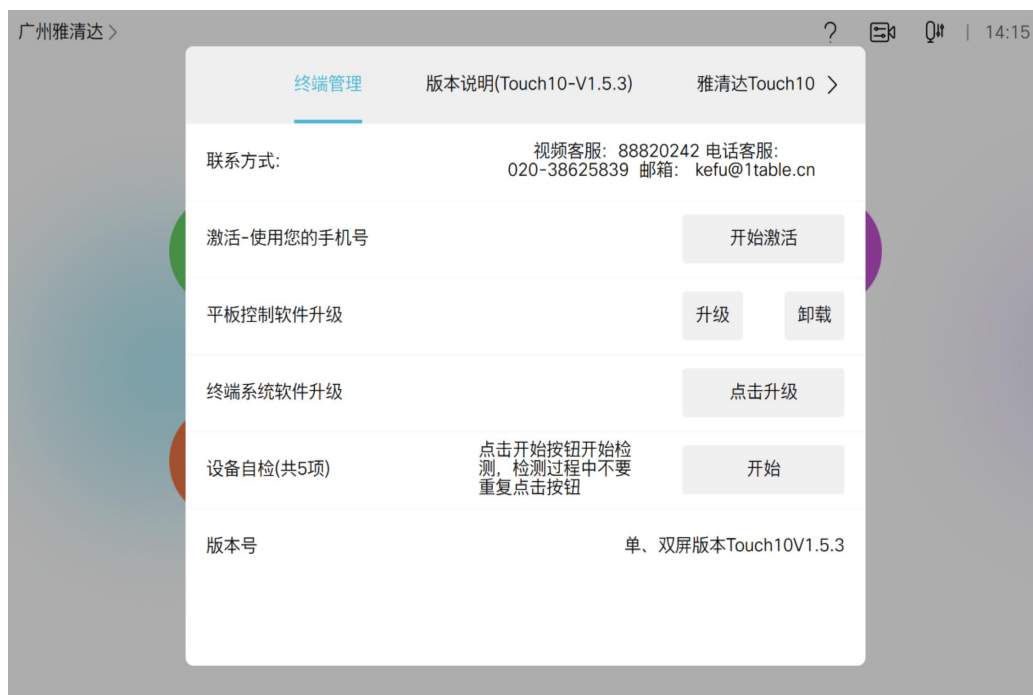 广州雅清达
? | 14:15
终端管理 版本说明(Touch10-V1.5.3) 雅清达Touch10
联系方式:
视频客服: 88820242 电话客服:
020-38625839 邮箱: kefu@1table.cn
激活-使用您的手机号 开始激活
平板控制软件升级 升级 卸载
终端系统软件升级 点击升级
设备自检(共5项)
点击开始按钮开始检
测，检测过程中不要
重复点击按钮
开始
版本号 单、双屏版本Touch10V1.5.3